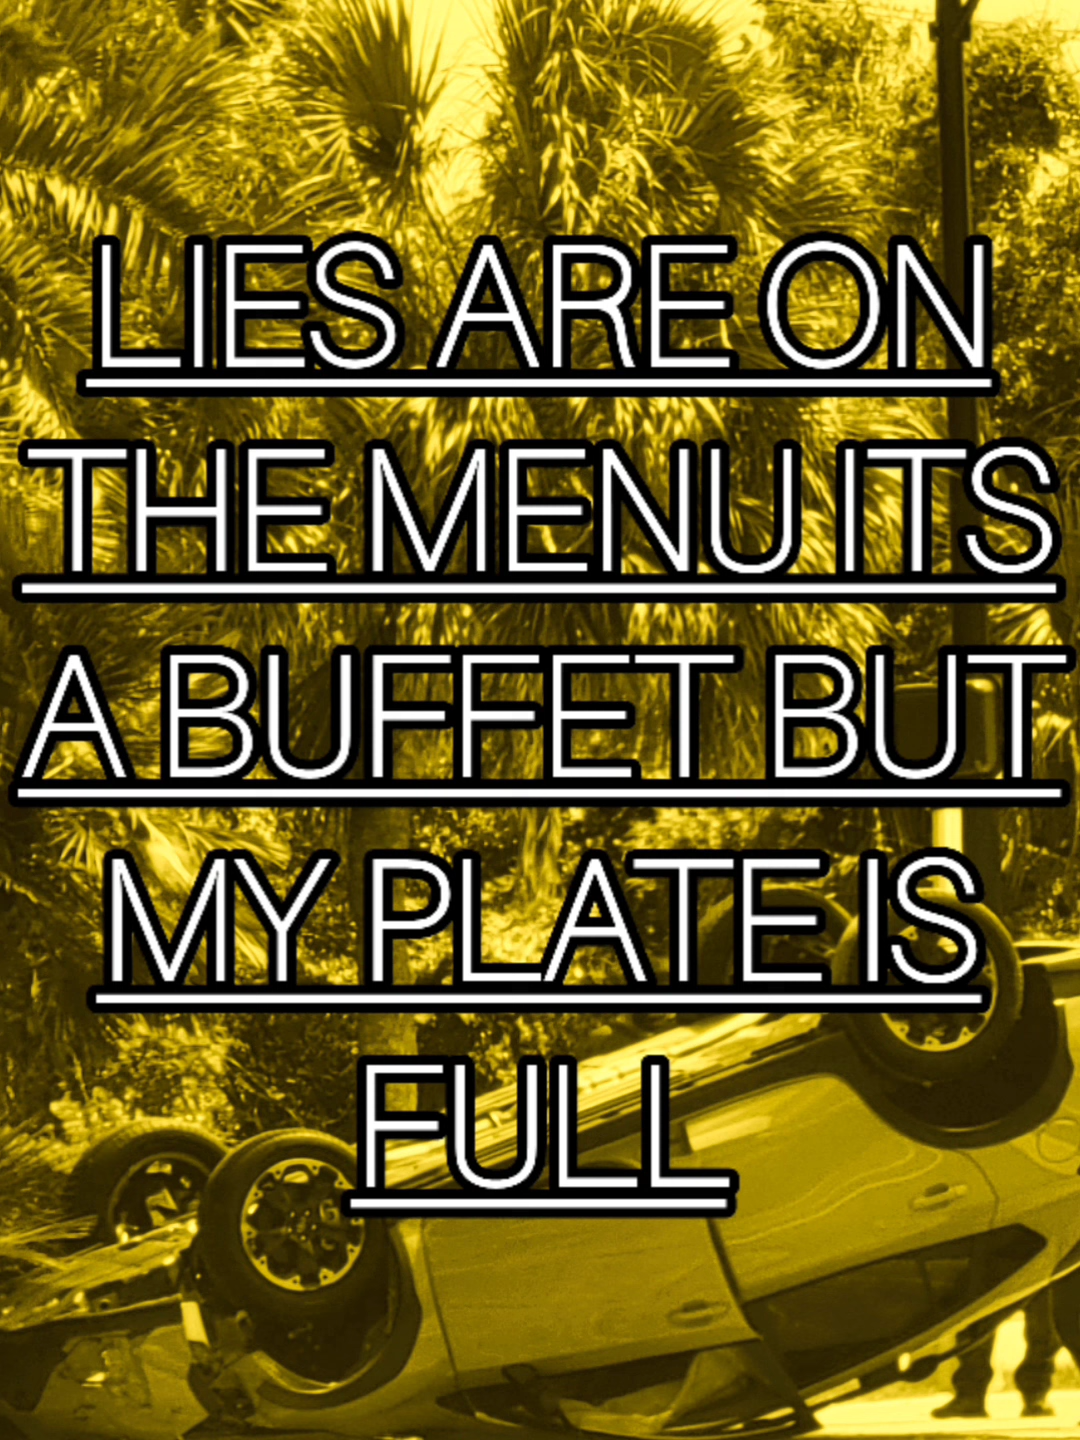 LIES ARE ON
THE MENU ITS
A BUFFET BUT
MY PLATE IS
FULL